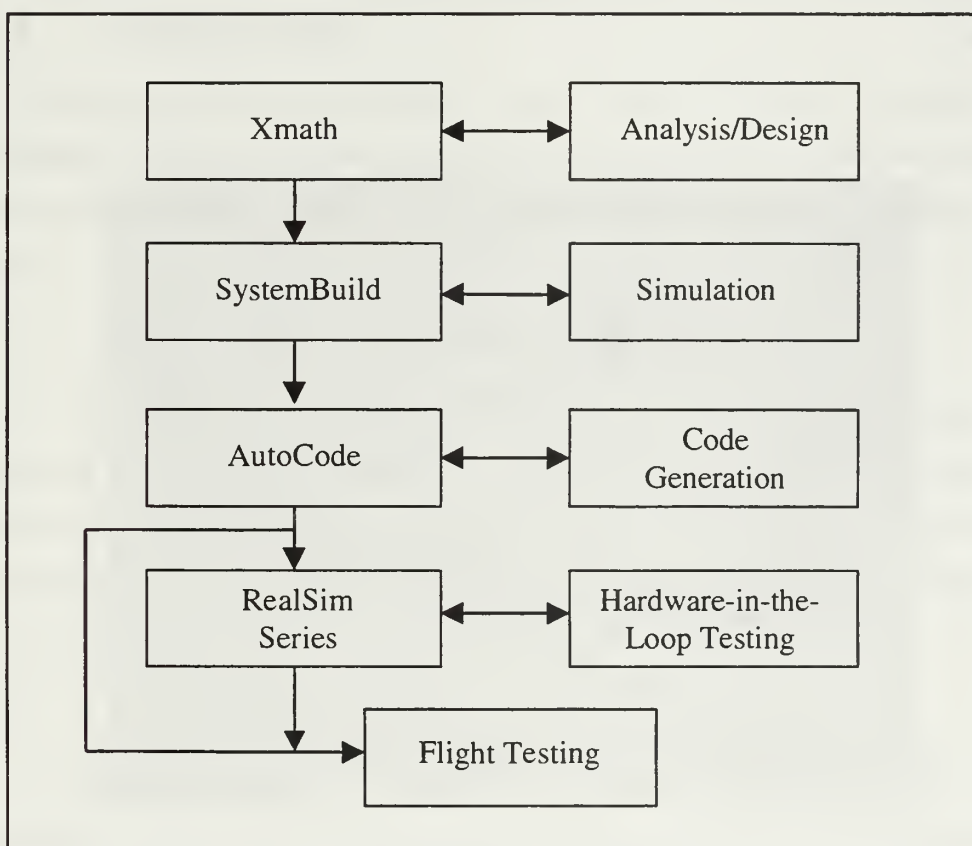 Xmath
Analysis/Design
SystemBuild
Simulation
AutoCode
Code
Generation
RealSim
Series
Hardware-in-the-
Loop Testing
Flight Testing